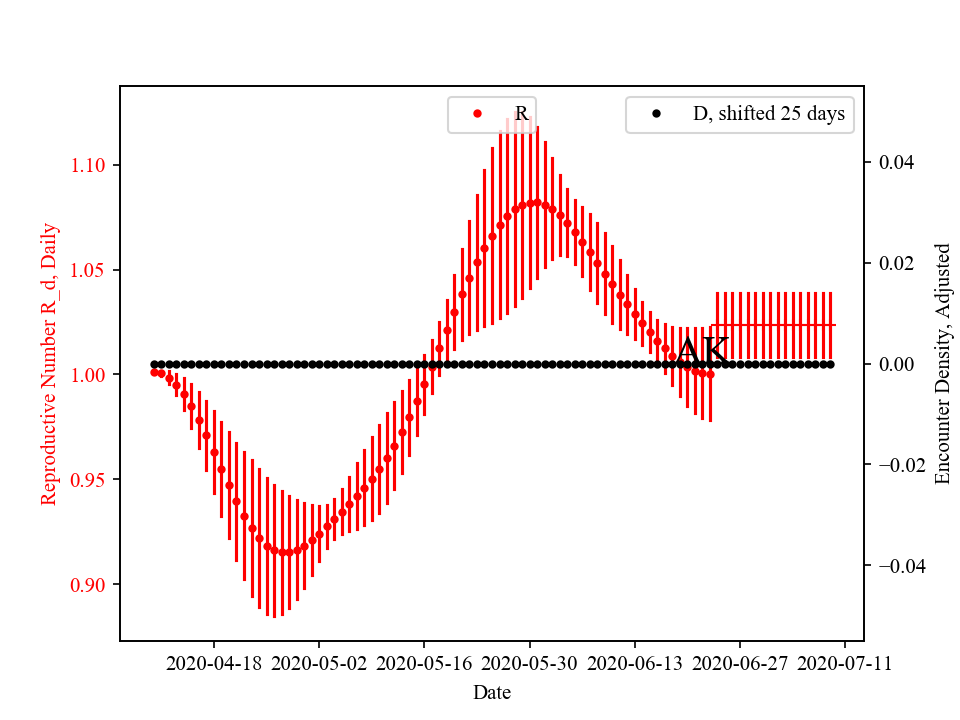 R
D, shifted 25 days
Reproductive Number R_d, Daily
1.10
1.05
1.00
0.95
0.90
AK
0.04
0.02
0.00
−0.02
−0.04
Encounter Density, Adjusted
2020-04-18 2020-05-02 2020-05-16 2020-05-30 2020-06-13 2020-06-27 2020-07-11
Date